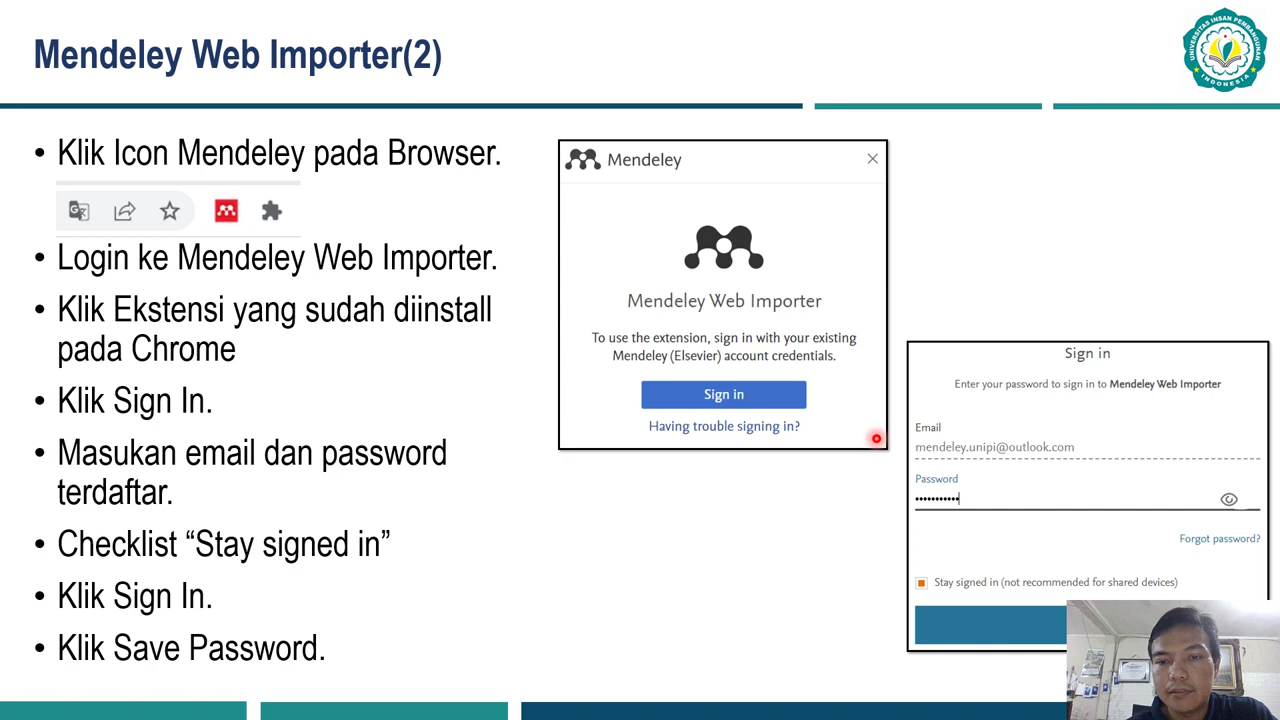 Mendeley Web Importer(2)
UNIVERSITAS INSAN PEMBANGUNAN
INDONESIA
• Klik Icon Mendeley pada Browser.
• Login ke Mendeley Web Importer.
• Klik Ekstensi yang sudah diinstall
pada Chrome
• Klik Sign In.
• Masukan email dan password
terdaftar.
• Checklist “Stay signed in”
• Klik Sign In.
• Klik Save Password.
Mendeley
Mendeley Web Importer
To use the extension, sign in with your existing
Mendeley (Elsevier) account credentials.
Sign in
Having trouble signing in?
Sign in
Enter your password to sign in to Mendeley Web Importer
Email
mendeley.unipi@outlook.com
Password
•••••••••••
Forgot password?
Stay signed in (not recommended for shared devices)